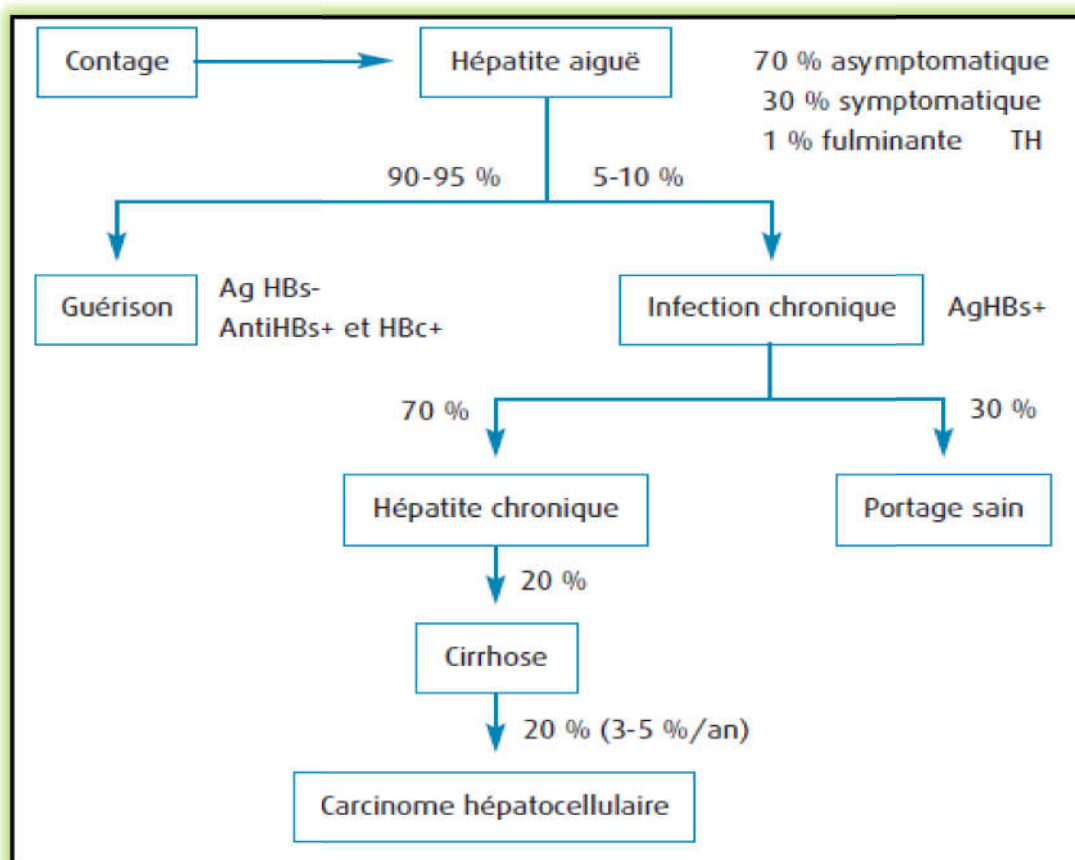 Contage
Hépatite aiguë
70 % asymptomatique
30 % symptomatique
1 % fulminante TH
90-95 %
5-10 %
Guérison
Ag HBs-
AntiHBs+ et HBc+
Infection chronique
AgHBs+
70 %
30 %
Hépatite chronique
Portage sain
20 %
Cirrhose
20 % (3-5 %/an)
Carcinome hépatocellulaire